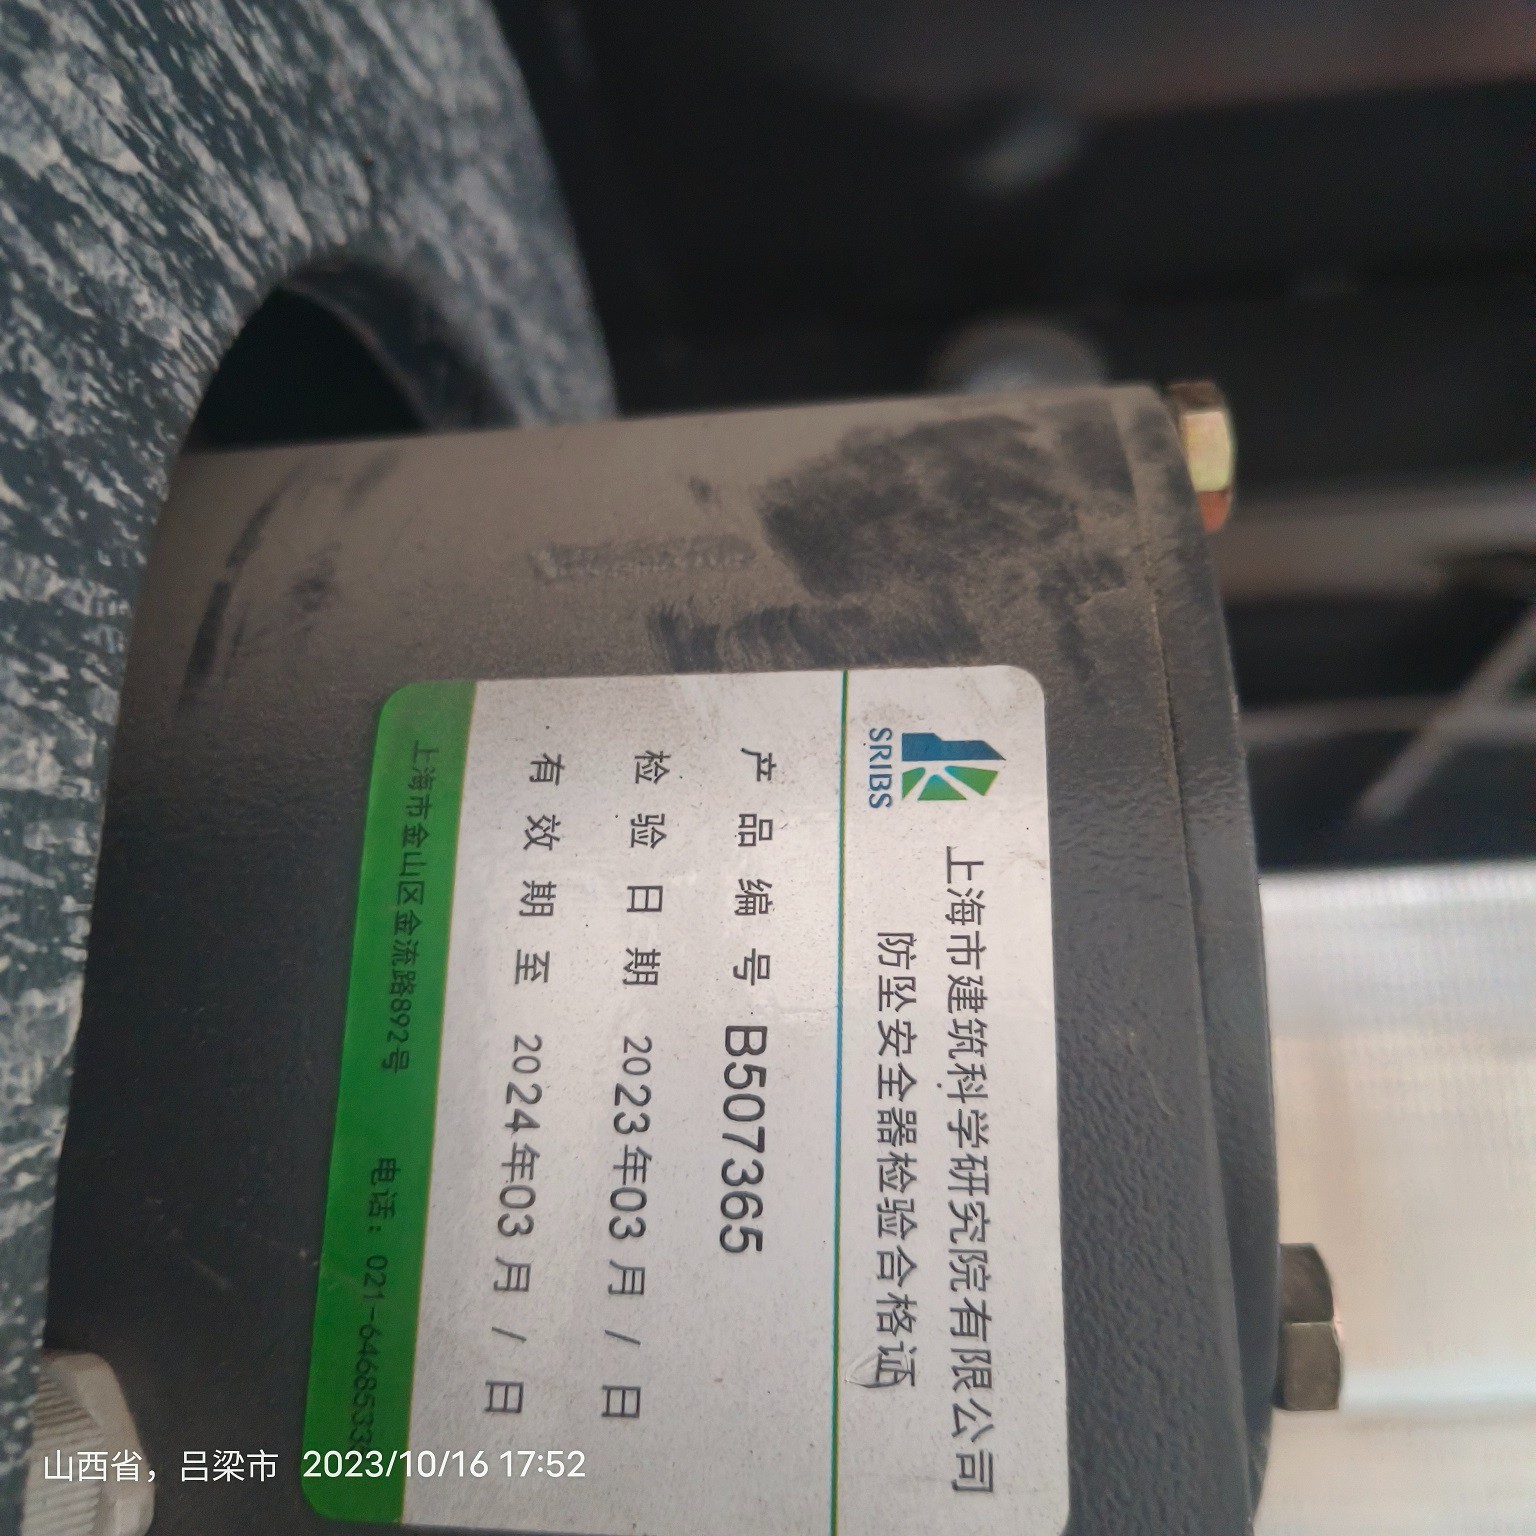 SRIBS
上海市建筑科学研究院有限公司
防坠安全器检验合格证
产品编号 B507365
检验日期 2023年03月/日
有效期至 2024年03月/日
上海市金山区金流路892号 电话：021-64685333
山西省，吕梁市 2023/10/16 17:52